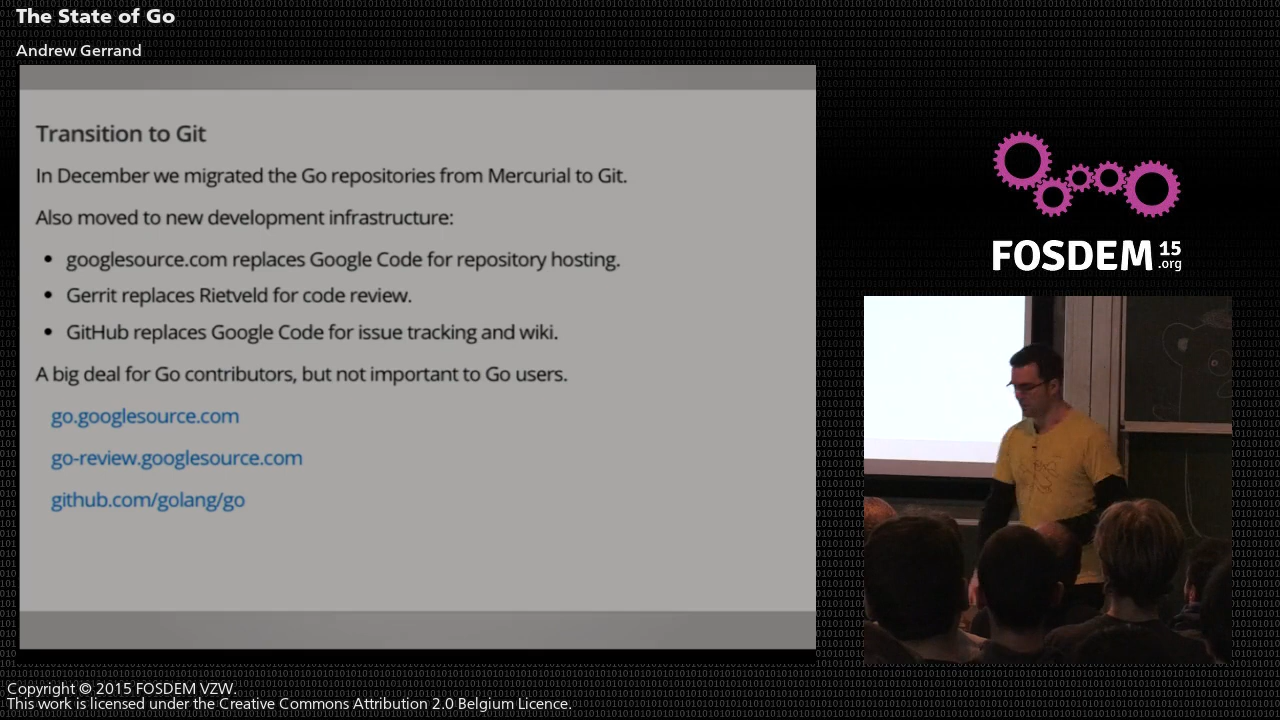 The State of Go
Andrew Gerrand
Transition to Git
In December we migrated the Go repositories from Mercurial to Git.
Also moved to new development infrastructure:
• googlesource.com replaces Google Code for repository hosting.
• Gerrit replaces Rietveld for code review.
• GitHub replaces Google Code for issue tracking and wiki.
A big deal for Go contributors, but not important to Go users.
go.googlesource.com
go-review.googlesource.com
github.com/golang/go
FOSDEM 15 .org
Copyright © 2015 FOSDEM VZW.
This work is licensed under the Creative Commons Attribution 2.0 Belgium Licence.